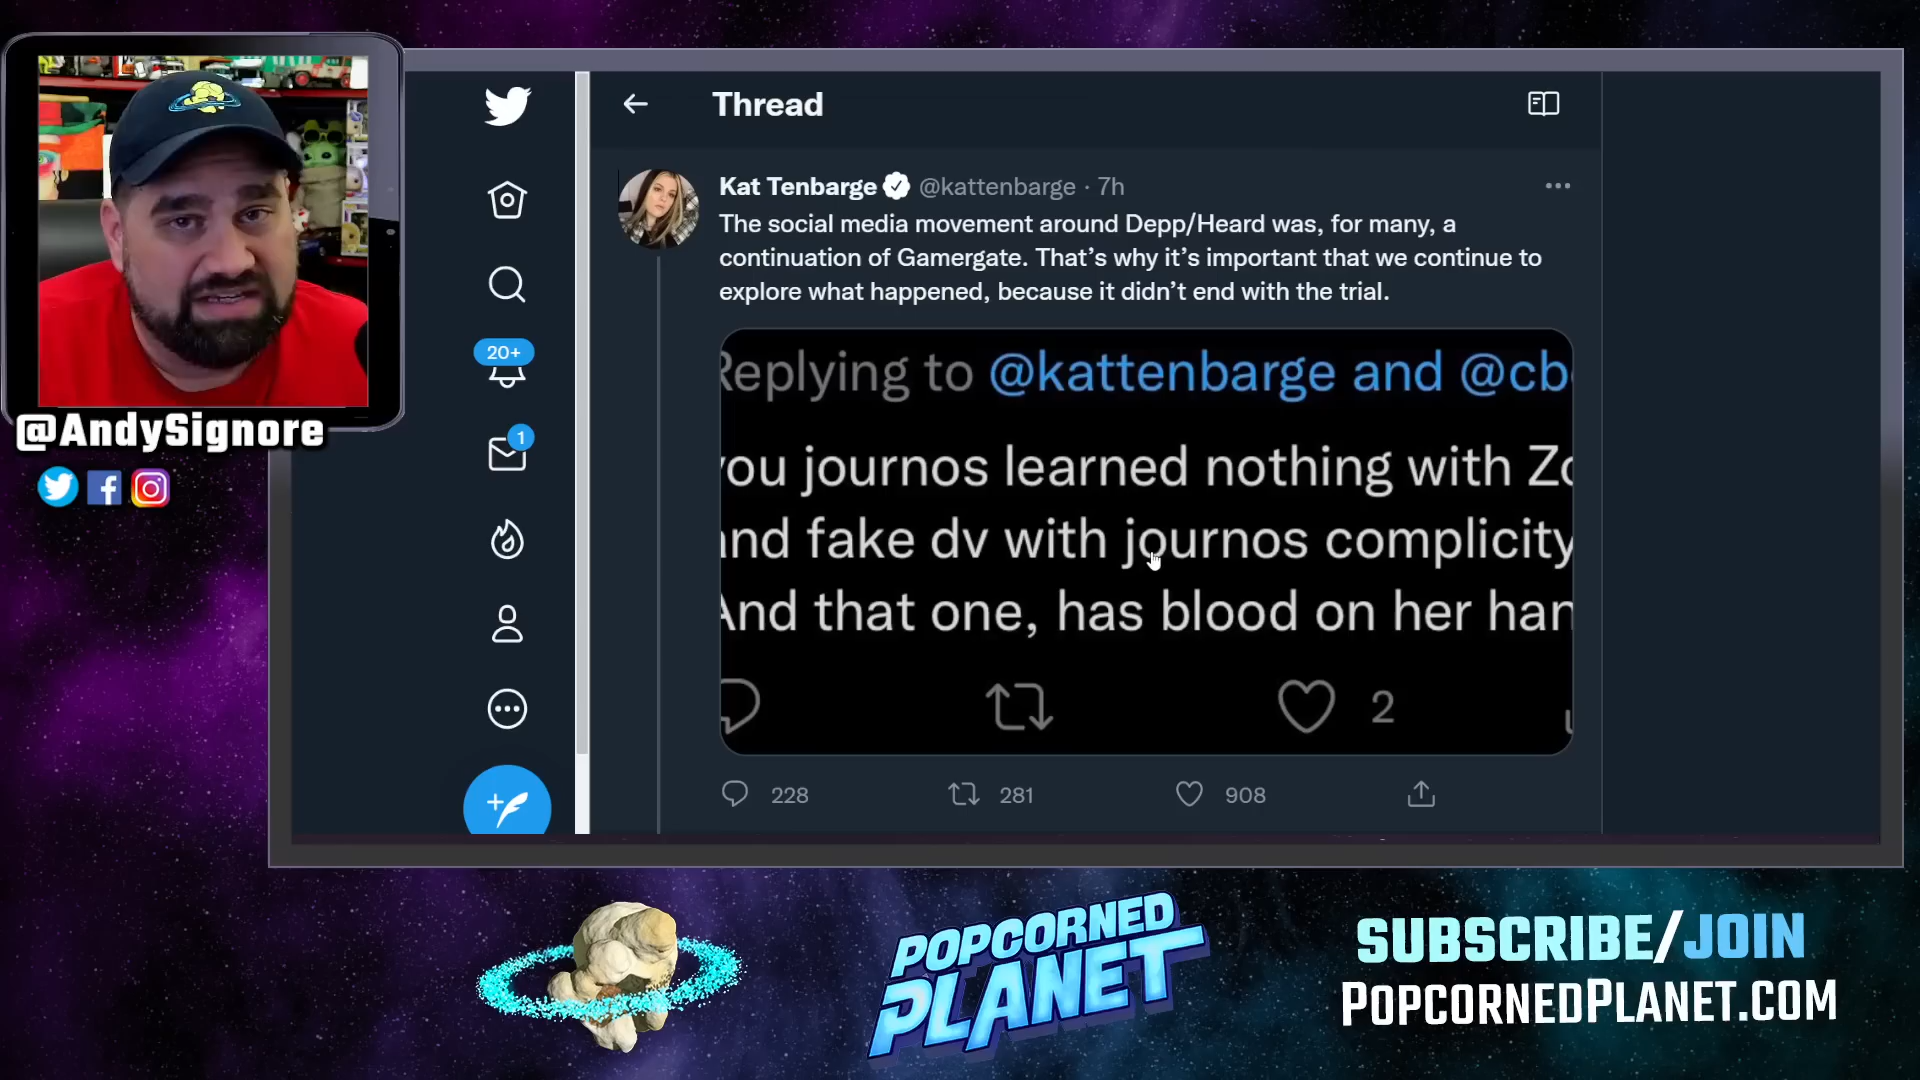 Thread
Kat Tenbarge @kattenbarge · 7h
The social media movement around Depp/Heard was, for many, a
continuation of Gamergate. That's why it's important that we continue to
explore what happened, because it didn't end with the trial.
Replying to @kattenbarge and @cb
you journos learned nothing with Zo
and fake dv with journos complicity
And that one, has blood on her han
2
228 281 908
20+
1
@AndySignore
POPCORNED
PLANET
SUBSCRIBE/JOIN
POPCORNEDPLANET.COM